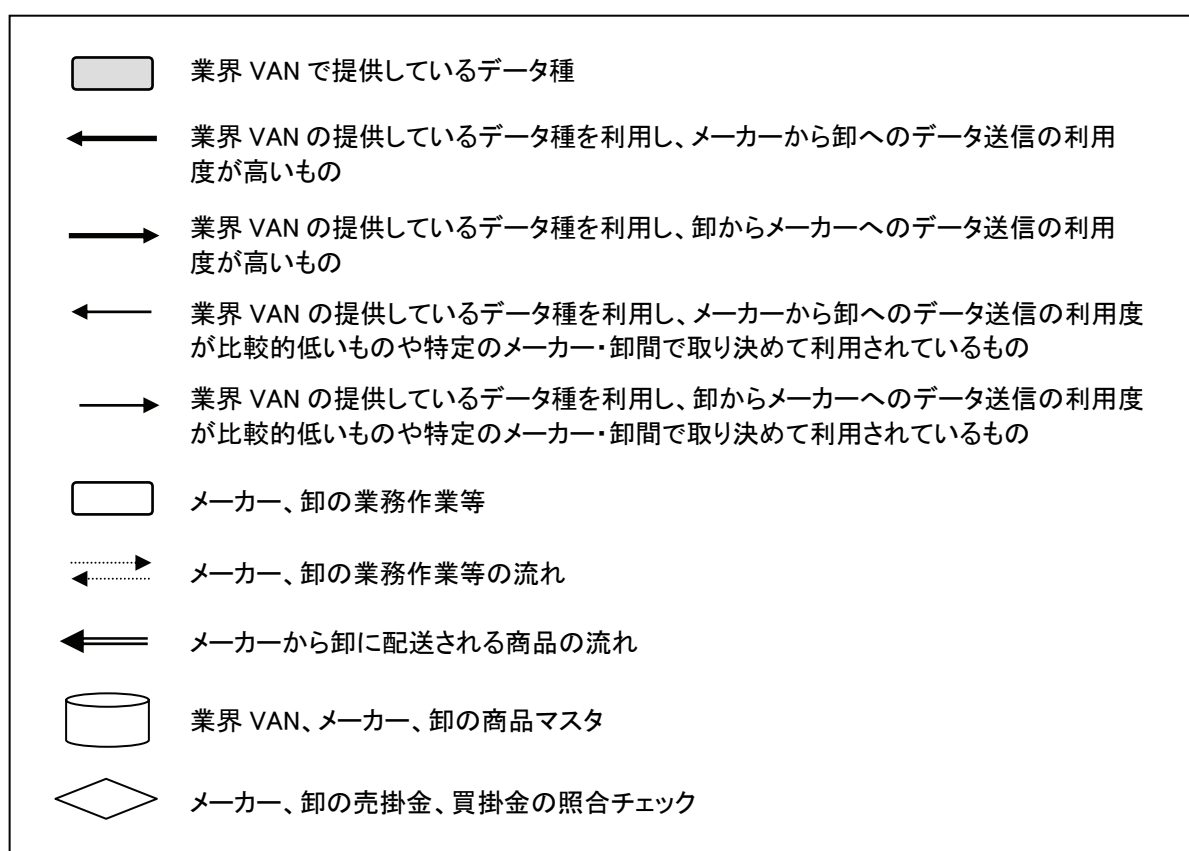 業界 VAN で提供しているデータ種
業界 VAN の提供しているデータ種を利用し、メーカーから卸へのデータ送信の利用
度が高いもの
業界 VAN の提供しているデータ種を利用し、卸からメーカーへのデータ送信の利用
度が高いもの
業界 VAN の提供しているデータ種を利用し、メーカーから卸へのデータ送信の利用度
が比較的低いものや特定のメーカー・卸間で取り決めて利用されているもの
業界 VAN の提供しているデータ種を利用し、卸からメーカーへのデータ送信の利用度
が比較的低いものや特定のメーカー・卸間で取り決めて利用されているもの
メーカー、卸の業務作業等
メーカー、卸の業務作業等の流れ
メーカーから卸に配送される商品の流れ
業界 VAN、メーカー、卸の商品マスタ
メーカー、卸の売掛金、買掛金の照合チェック